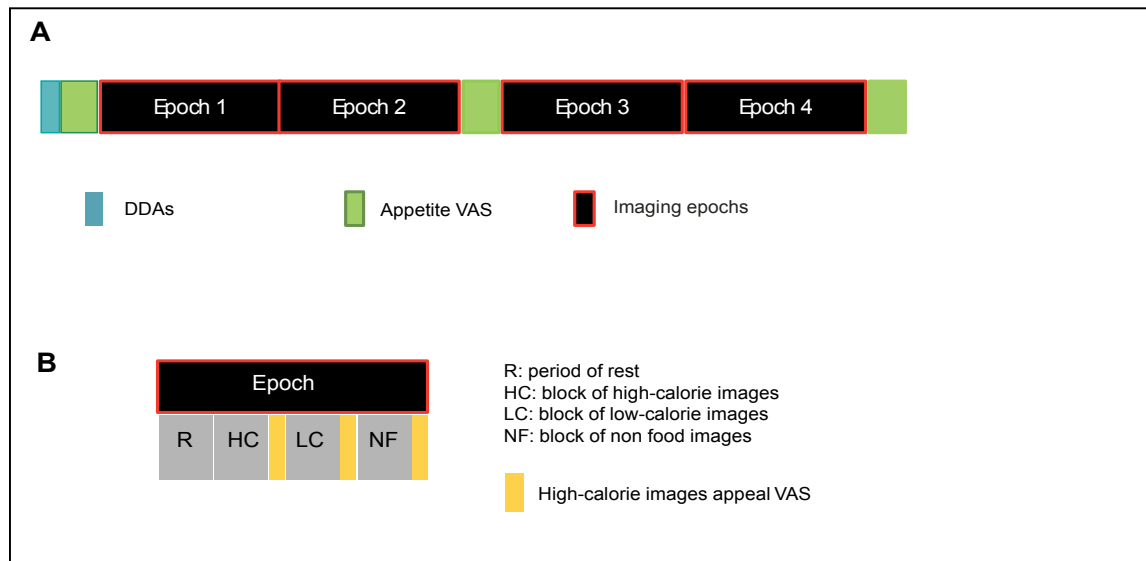 A
Epoch 1 Epoch 2 Epoch 3 Epoch 4
DDAs Appetite VAS Imaging epochs
B
Epoch
R HC LC NF
R: period of rest
HC: block of high-calorie images
LC: block of low-calorie images
NF: block of non food images
High-calorie images appeal VAS